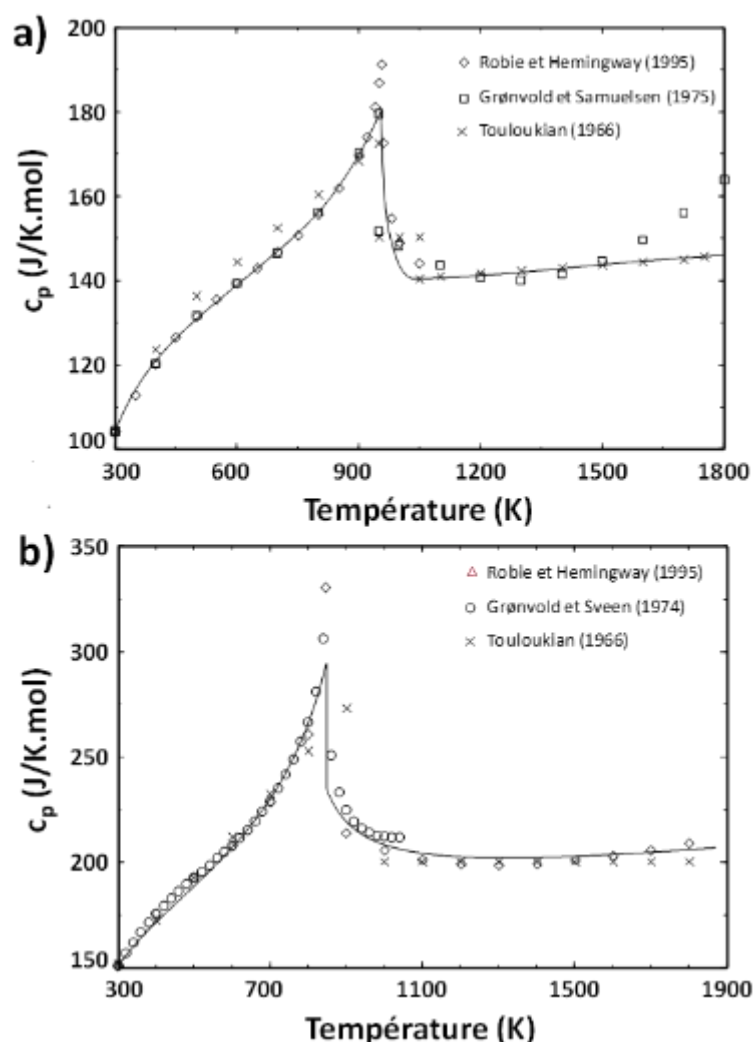 a)
Robie et Hemingway (1995)
Grønvold et Samuelsen (1975)
Touloukian (1966)
200
180
160
140
120
100
cp (J/K.mol)
300 600 900 1200 1500 1800
Température (K)
b)
Robie et Hemingway (1995)
Grønvold et Sveen (1974)
Touloukian (1966)
350
300
250
200
150
cp (J/K.mol)
300 700 1100 1500 1900
Température (K)